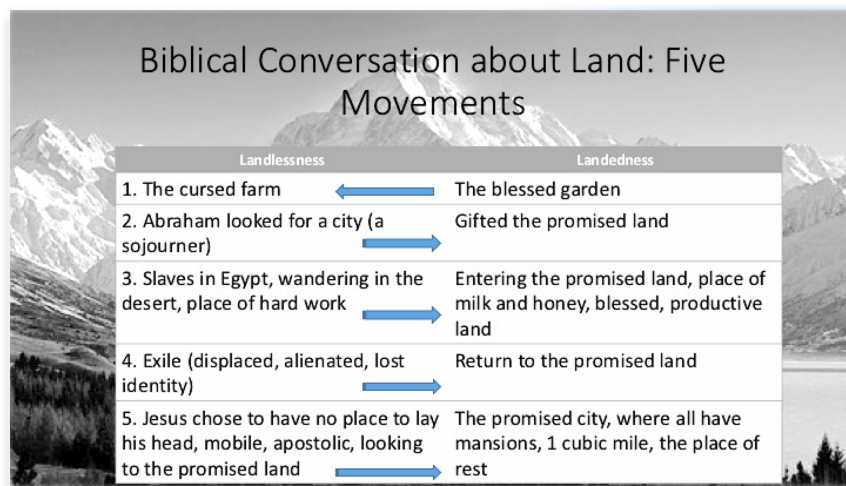 Biblical Conversation about Land: Five
Movements
Landlessness
Landedness
1. The cursed farm
The blessed garden
2. Abraham looked for a city (a
sojourner)
Gifted the promised land
3. Slaves in Egypt, wandering in the
desert, place of hard work
Entering the promised land, place of
milk and honey, blessed, productive
land
4. Exile (displaced, alienated, lost
identity)
Return to the promised land
5. Jesus chose to have no place to lay
his head, mobile, apostolic, looking
to the promised land
The promised city, where all have
mansions, 1 cubic mile, the place of
rest